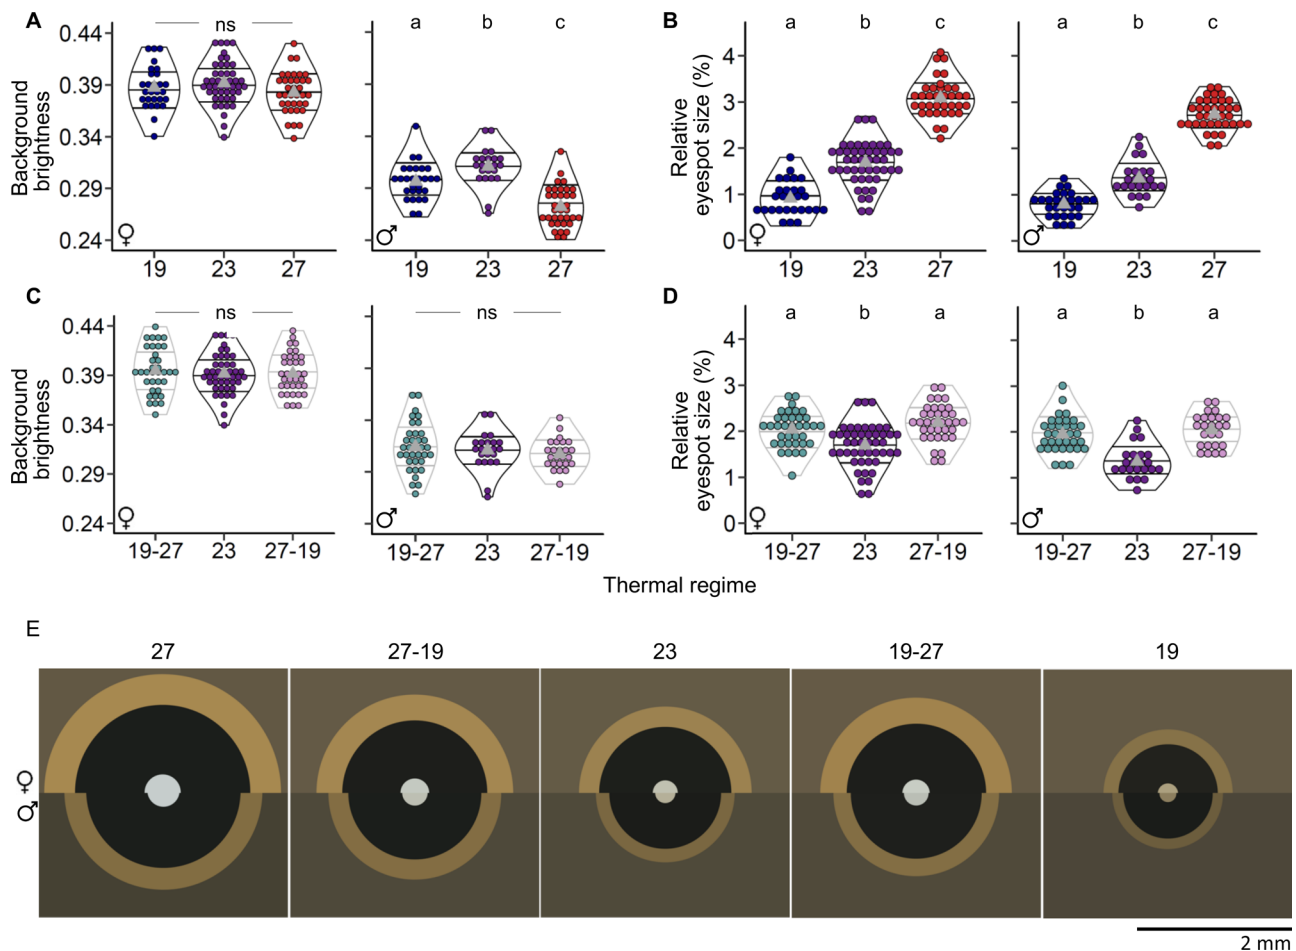 A
ns
a b c
B
a b c
a b c
Background
brightness
0.44
0.39
0.34
0.29
0.24
♀
♂
19 23 27
19 23 27
Relative
eyespot size (%)
4
3
2
1
0
♀
♂
19 23 27
19 23 27
C
ns
ns
D
a b a
a b a
Background
brightness
0.44
0.39
0.34
0.29
0.24
♀
♂
19-27 23 27-19
19-27 23 27-19
Relative
eyespot size (%)
4
3
2
1
0
♀
♂
19-27 23 27-19
19-27 23 27-19
Thermal regime
E
27 27-19 23 19-27 19
♀
♂
2 mm